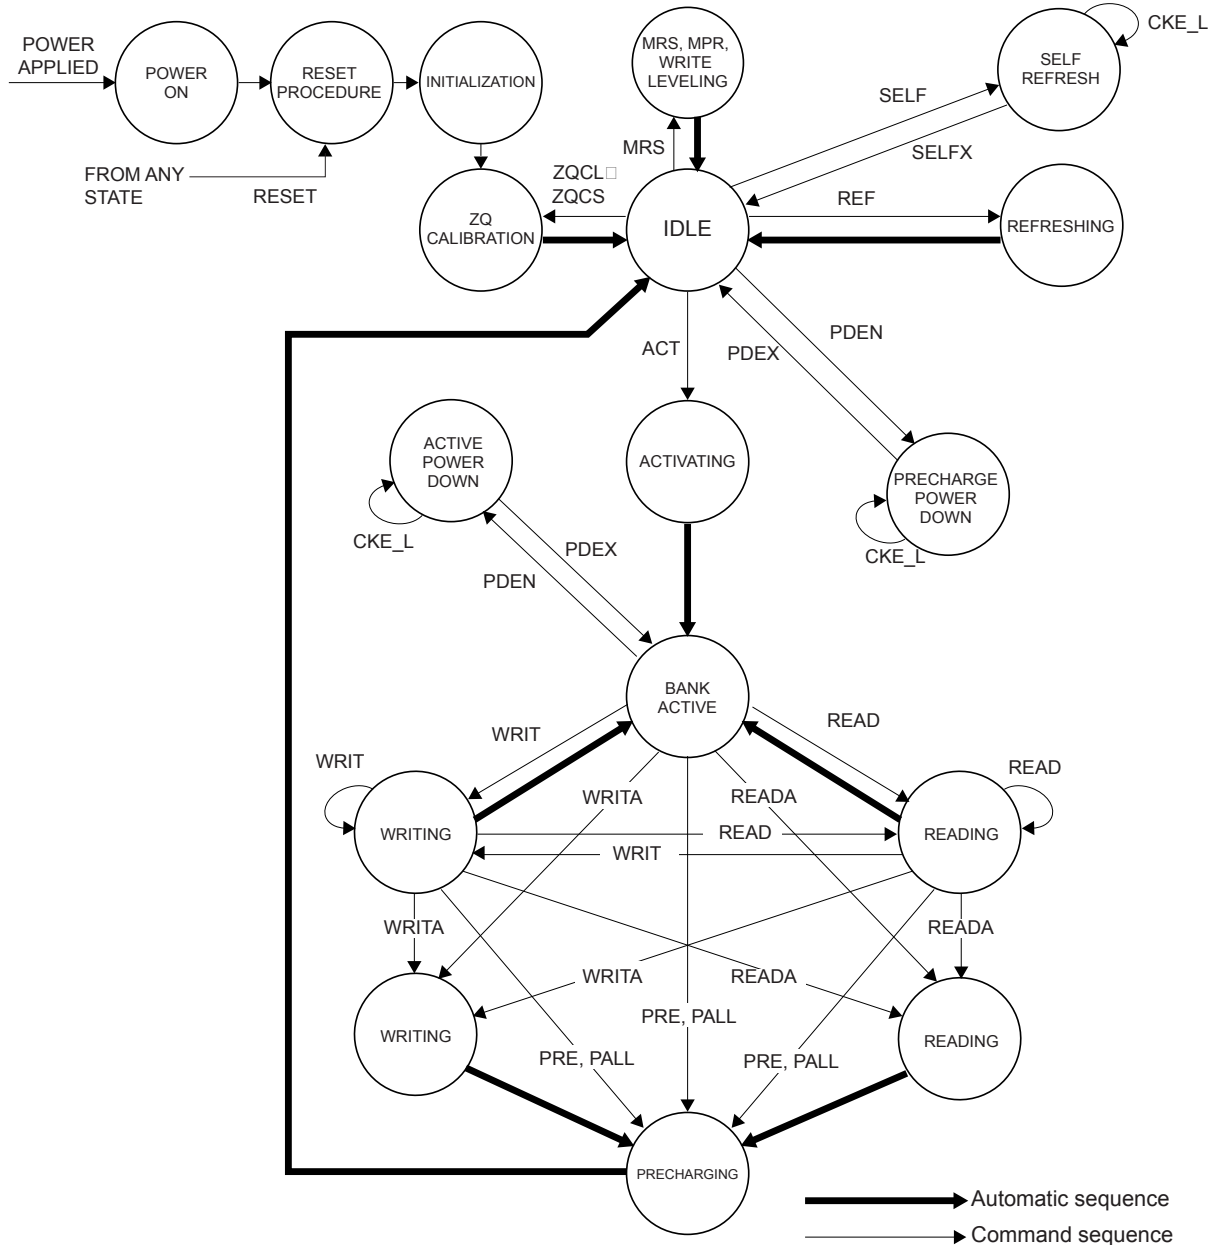 POWER
APPLIED
POWER
ON
RESET
PROCEDURE
INITIALIZATION
MRS, MPR,
WRITE
LEVELING
SELF
REFRESH
CKE_L
FROM ANY
STATE
RESET
ZQCL□
ZQCS
MRS
SELF
SELFX
REF
ZQ
CALIBRATION
IDLE
REFRESHING
ACT
PDEX
PDEN
ACTIVE
POWER
DOWN
ACTIVATING
PRECHARGE
POWER
DOWN
CKE_L
CKE_L
PDEX
PDEN
BANK
ACTIVE
WRIT
READ
WRIT
WRITA
READA
READ
WRITING
READ
READING
WRIT
WRITA
READA
WRITA
READA
WRITING
PRE, PALL
READING
PRE, PALL
PRE, PALL
PRECHARGING
Automatic sequence
Command sequence